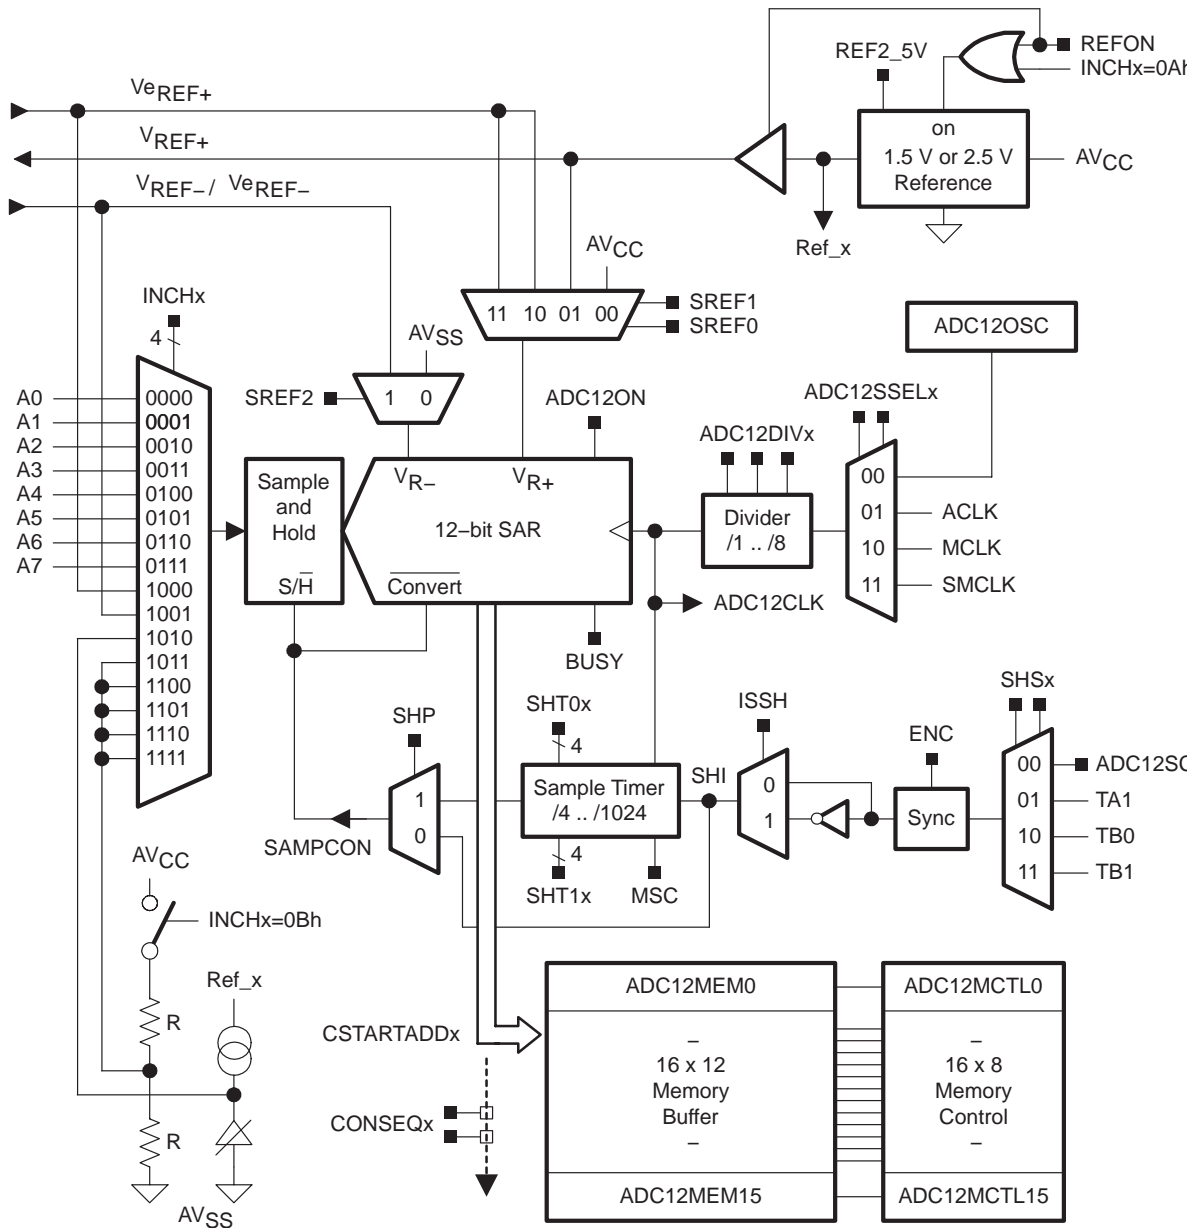 REFON
INCHx=0Ah
REF2_5V
VeREF+
on
1.5 V or 2.5 V
Reference
AVCC
VREF+
VREF−/ VeREF−
Ref_x
AVCC
INCHx
4
11 10 01 00
SREF1
SREF0
ADC12OSC
AVSS
SREF2
1 0
ADC12ON
ADC12SSELx
ADC12DIVx
A0 0000
A1 0001
A2 0010
A3 0011
A4 0100
A5 0101
A6 0110
A7 0111
1000
1001
1010
1011
1100
1101
1110
1111
Sample
and
Hold
S/H
VR−
VR+
12−bit SAR
Convert
Divider
/1 .. /8
00
01 ACLK
10 MCLK
11 SMCLK
ADC12CLK
BUSY
SHP
SHT0x
4
ISSH
ENC
SHSx
1
0
Sample Timer
/4 .. /1024
SHI
0
1
Sync
00 ADC12SC
01 TA1
10 TB0
11 TB1
SAMPCON
4
SHT1x
MSC
AVCC
INCHx=0Bh
Ref_x
R
R
AVSS
CSTARTADDx
CONSEQx
ADC12MEM0
−
16 x 12
Memory
Buffer
−
ADC12MEM15
ADC12MCTL0
−
16 x 8
Memory
Control
−
ADC12MCTL15